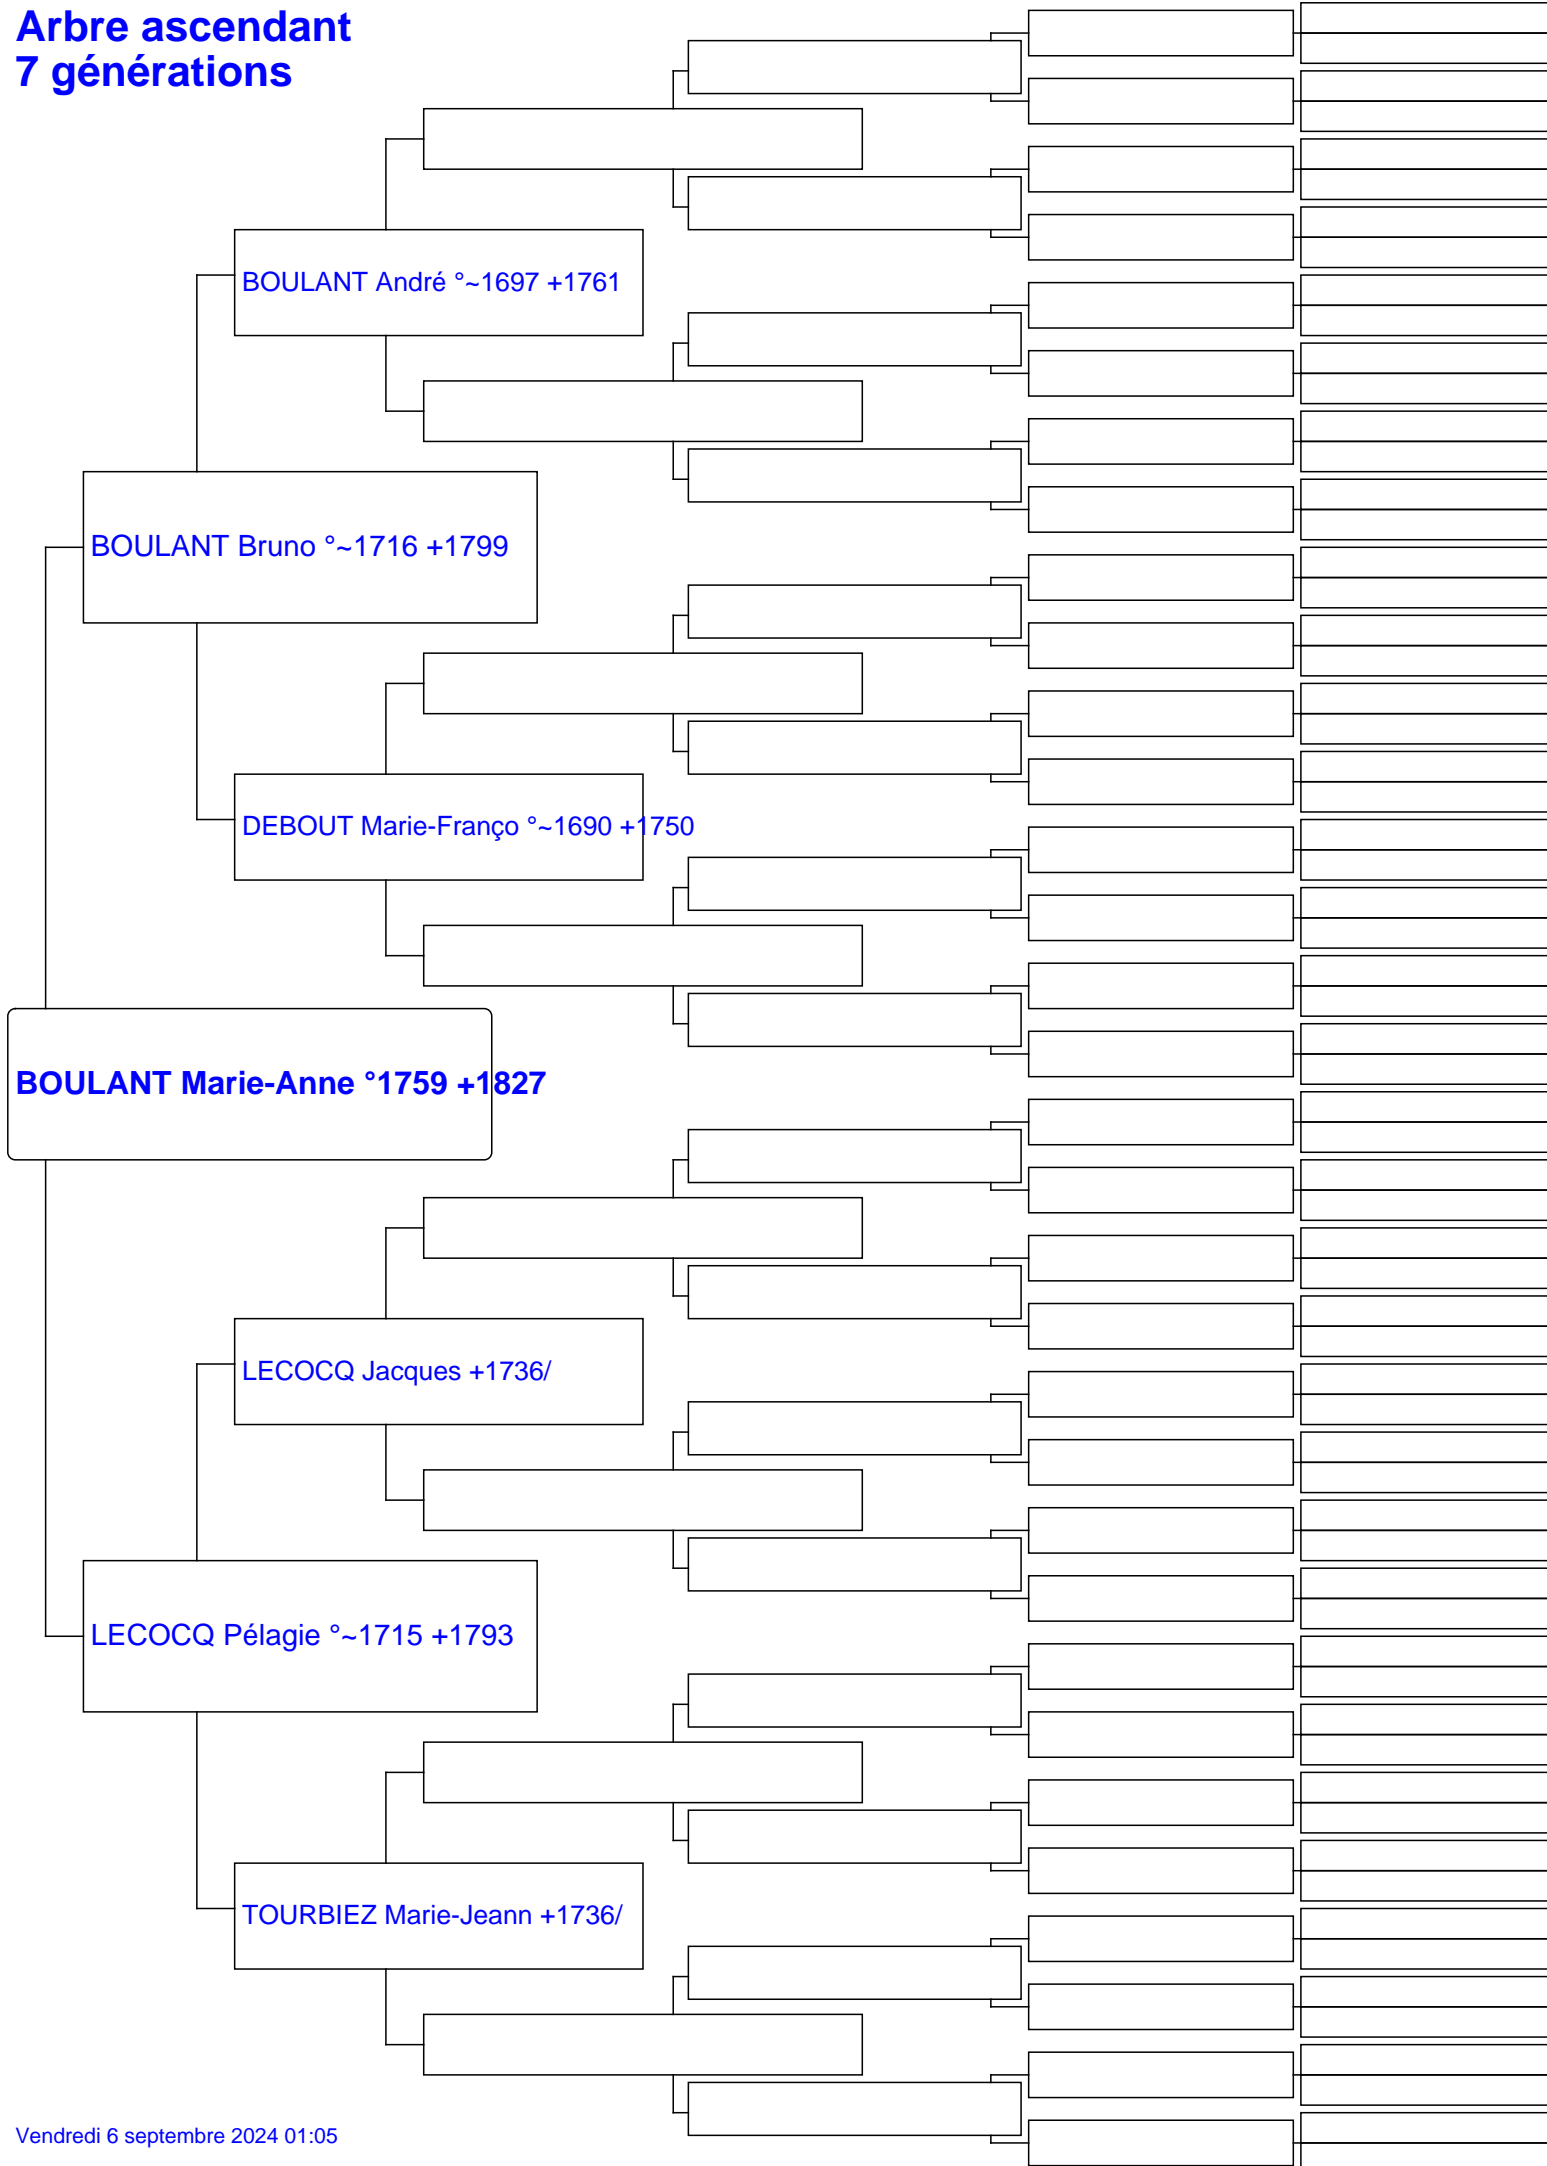 Arbre ascendant
7 générations
BOULANT André °~1697 +1761
BOULANT Bruno °~1716 +1799
DEBOUT Marie-Franço °~1690 +1750
BOULANT Marie-Anne °1759 +1827
LECOCQ Jacques +1736/
LECOCQ Pélagie °~1715 +1793
TOURBIEZ Marie-Jeann +1736/
Vendredi 6 septembre 2024 01:05